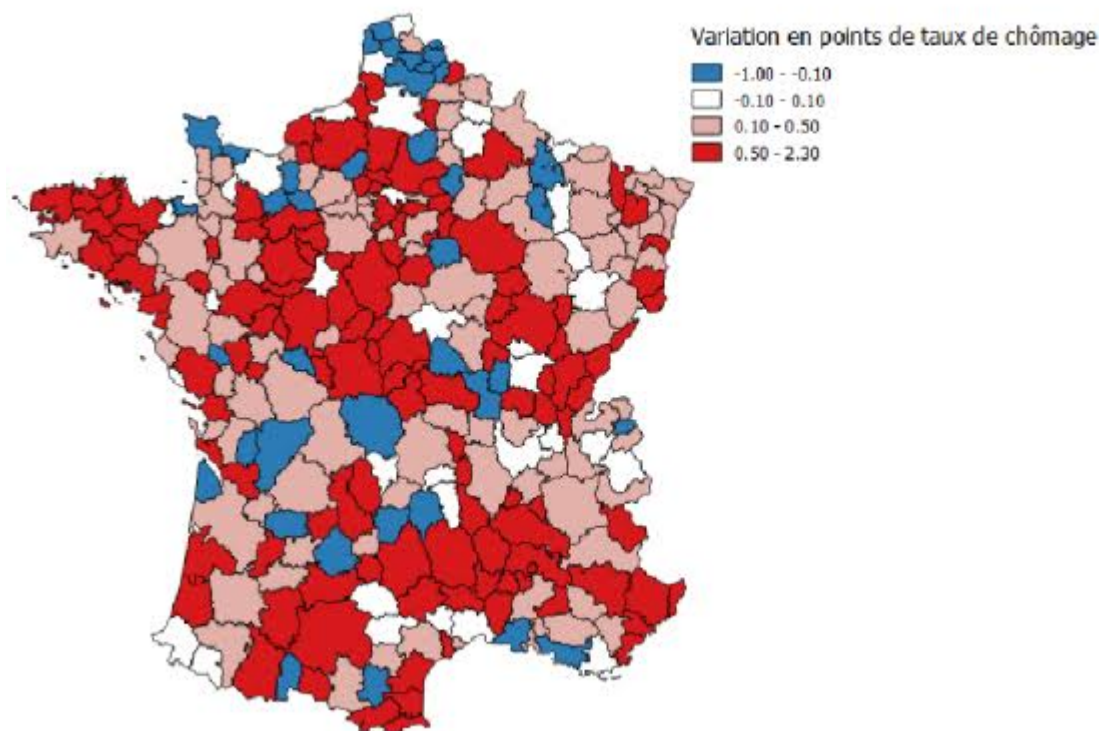 Variation en points de taux de chômage
-1.00 - -0.10
-0.10 - 0.10
0.10 - 0.50
0.50 - 2.30